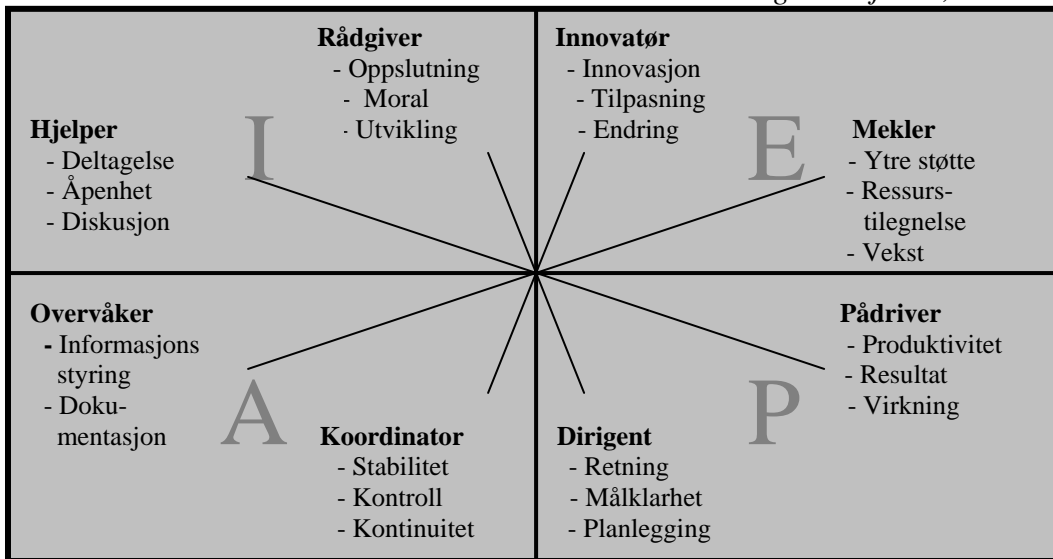 Rådgiver
- Oppslutning
- Moral
- Utvikling
Hjelper
- Deltagelse
- Åpenhet
- Diskusjon
I
Innovatør
- Innovasjon
- Tilpasning
- Endring
E
Mekler
- Ytre støtte
- Ressurs-
tilegnelse
- Vekst
Overvåker
- Informasjons
styring
- Doku-
mentasjon
A
Koordinator
- Stabilitet
- Kontroll
- Kontinuitet
Dirigent
- Retning
- Målklarhet
- Planlegging
P
Pådriver
- Produktivitet
- Resultat
- Virkning